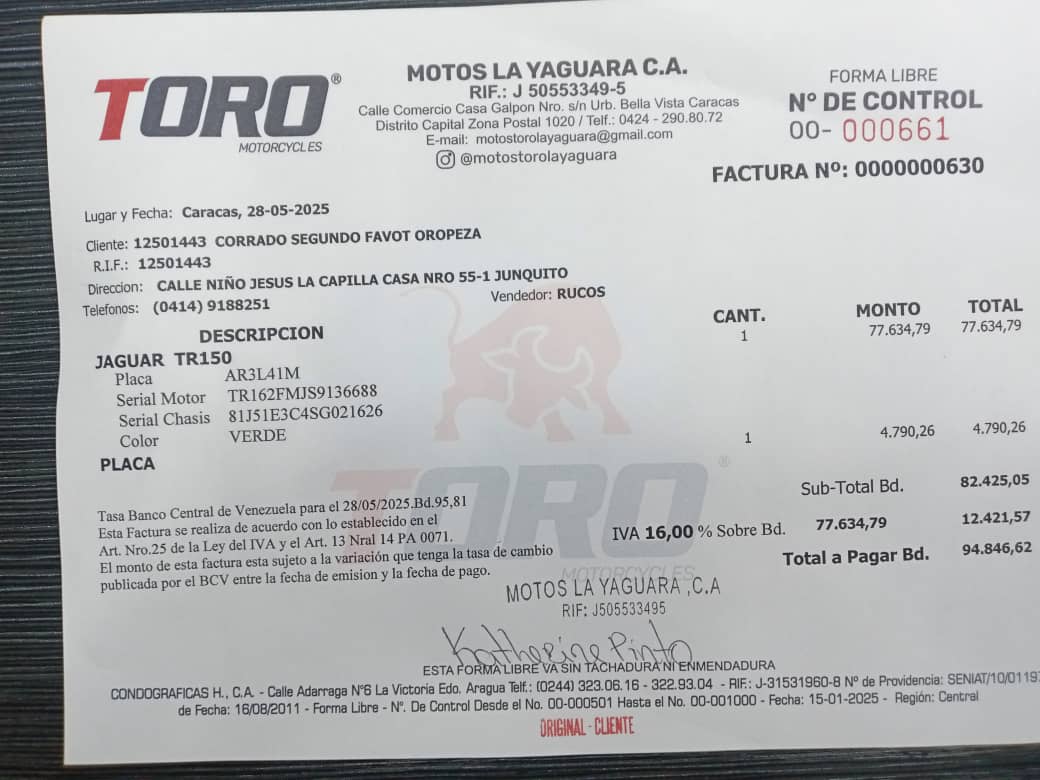 TORO®
MOTORCYCLES
MOTOS LA YAGUARA C.A.
RIF.: J 50553349-5
Calle Comercio Casa Galpon Nro. s/n Urb. Bella Vista Caracas
Distrito Capital Zona Postal 1020 / Telf.: 0424 - 290.80.72
E-mail: motostorolayaguara@gmail.com
@motostorolayaguara
FORMA LIBRE
N° DE CONTROL
00- 000661
FACTURA Nº: 0000000630
Lugar y Fecha: Caracas, 28-05-2025
Cliente: 12501443 CORRADO SEGUNDO FAVOT OROPEZA
R.I.F.: 12501443
Direccion: CALLE NIÑO JESUS LA CAPILLA CASA NRO 55-1 JUNQUITO
Telefonos: (0414) 9188251 Vendedor: RUCOS
DESCRIPCION CANT. MONTO TOTAL
JAGUAR TR150 1 77.634,79 77.634,79
Placa AR3L41M
Serial Motor TR162FMJS9136688
Serial Chasis 81J51E3C4SG021626
Color VERDE
PLACA 1 4.790,26 4.790,26
TORO®
MOTORCYCLES
Tasa Banco Central de Venezuela para el 28/05/2025.Bd.95,81
Esta Factura se realiza de acuerdo con lo establecido en el
Art. Nro.25 de la Ley del IVA y el Art. 13 Nral 14 PA 0071.
El monto de esta factura esta sujeto a la variación que tenga la tasa de cambio
publicada por el BCV entre la fecha de emision y la fecha de pago.
Sub-Total Bd. 82.425,05
IVA 16,00 % Sobre Bd. 77.634,79 12.421,57
Total a Pagar Bd. 94.846,62
MOTOS LA YAGUARA ,C.A
RIF: J505533495
Katherine Pinto
ESTA FORMA LIBRE VA SIN TACHADURA NI ENMENDADURA
CONDOGRAFICAS H., C.A. - Calle Adarraga N°6 La Victoria Edo. Aragua Telf.: (0244) 323.06.16 - 322.93.04 - RIF.: J-31531960-8 N° de Providencia: SENIAT/10/01197
de Fecha: 16/08/2011 - Forma Libre - N°. De Control Desde el No. 00-000501 Hasta el No. 00-001000 - Fecha: 15-01-2025 - Región: Central
ORIGINAL - CLIENTE